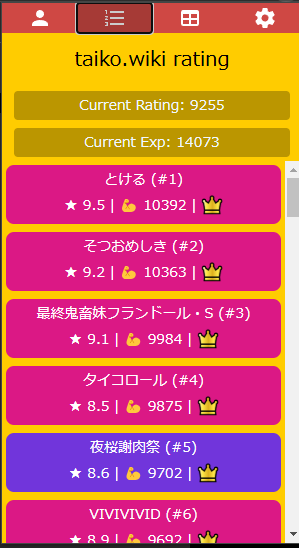 taiko.wiki rating
Current Rating: 9255
Current Exp: 14073
とける (#1)
★ 9.5 | 💪 10392 |
そつおめしき (#2)
★ 9.2 | 💪 10363 |
最終鬼畜妹フランドール・S (#3)
★ 9.1 | 💪 9984 |
タイコロール (#4)
★ 8.5 | 💪 9875 |
夜桜謝肉祭 (#5)
★ 8.6 | 💪 9702 |
VIVIVIVID (#6)
★ 8.9 | 💪 9692 |